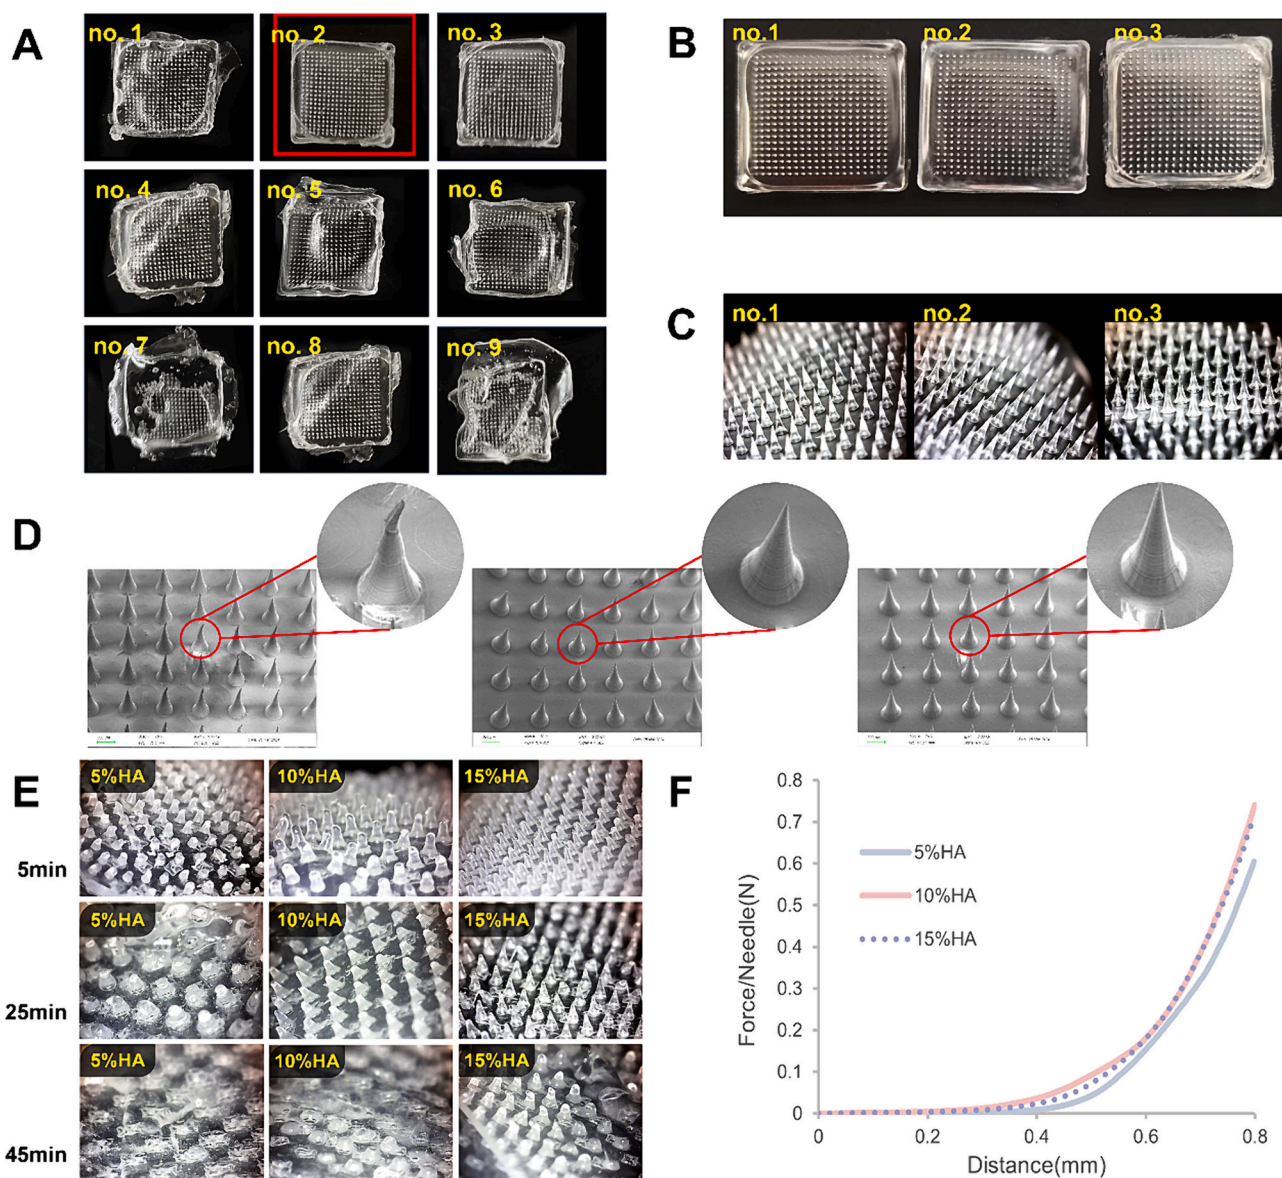 A
no. 1
no. 2
no. 3
no. 4
no. 5
no. 6
no. 7
no. 8
no. 9
B
no.1
no.2
no.3
C
no.1
no.2
no.3
D
E
5%HA
10%HA
15%HA
5min
5%HA
10%HA
15%HA
25min
5%HA
10%HA
15%HA
45min
F
0.8
0.7
0.6
0.5
0.4
0.3
0.2
0.1
0
Force/Needle(N)
5%HA
10%HA
15%HA
0
0.2
0.4
0.6
0.8
Distance(mm)